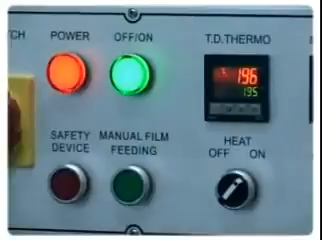 TCH POWER OFF/ON T.D.THERMO
196
195
SAFETY DEVICE
MANUAL FILM FEEDING
HEAT
OFF ON